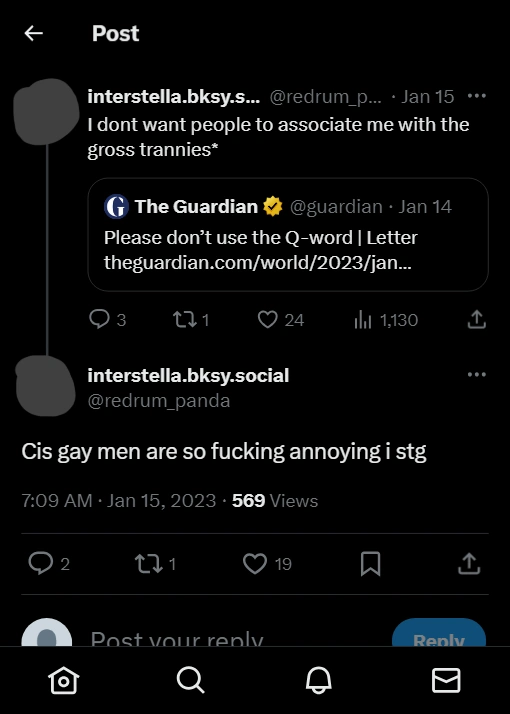 Post
interstella.bksy.s... @redrum_p... · Jan 15
I dont want people to associate me with the
gross trannies*
The Guardian @guardian · Jan 14
Please don't use the Q-word | Letter
theguardian.com/world/2023/jan...
3 1 24 1,130
interstella.bksy.social
@redrum_panda
Cis gay men are so fucking annoying i stg
7:09 AM · Jan 15, 2023 · 569 Views
2 1 19
Post your reply
Reply